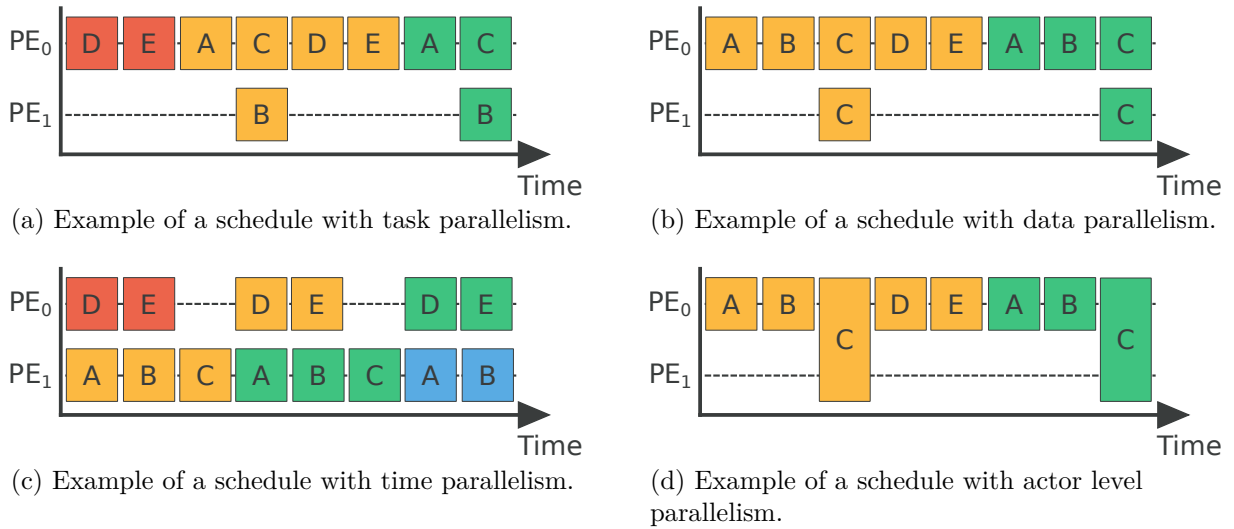 PE0 D E A C D E A C
PE1 B B
Time
(a) Example of a schedule with task parallelism.
PE0 A B C D E A B C
PE1 C C
Time
(b) Example of a schedule with data parallelism.
PE0 D E D E D E
PE1 A B C A B C A B
Time
(c) Example of a schedule with time parallelism.
PE0 A B D E A B
C C
PE1
Time
(d) Example of a schedule with actor level
parallelism.